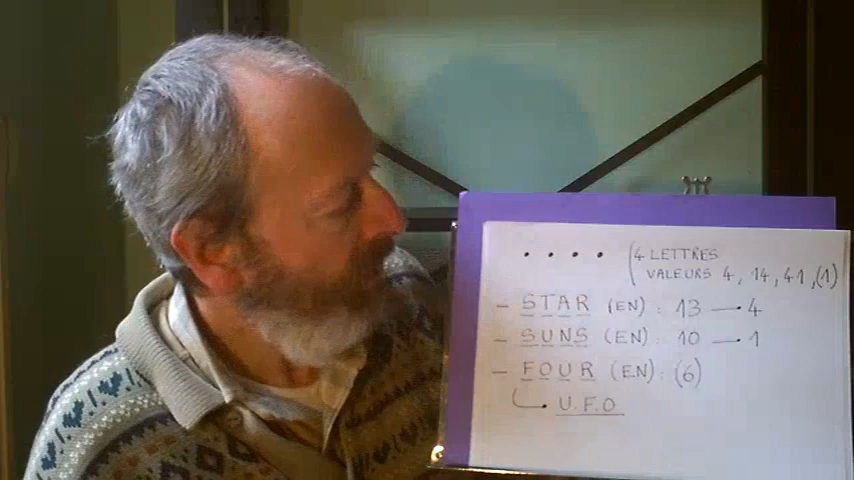 . . . . (4 LETTRES
VALEURS 4, 14, 41, (1)
- STAR (EN) : 13 — 4
- SUNS (EN) : 10 — 1
- FOUR (EN) : (6)
U.F.O